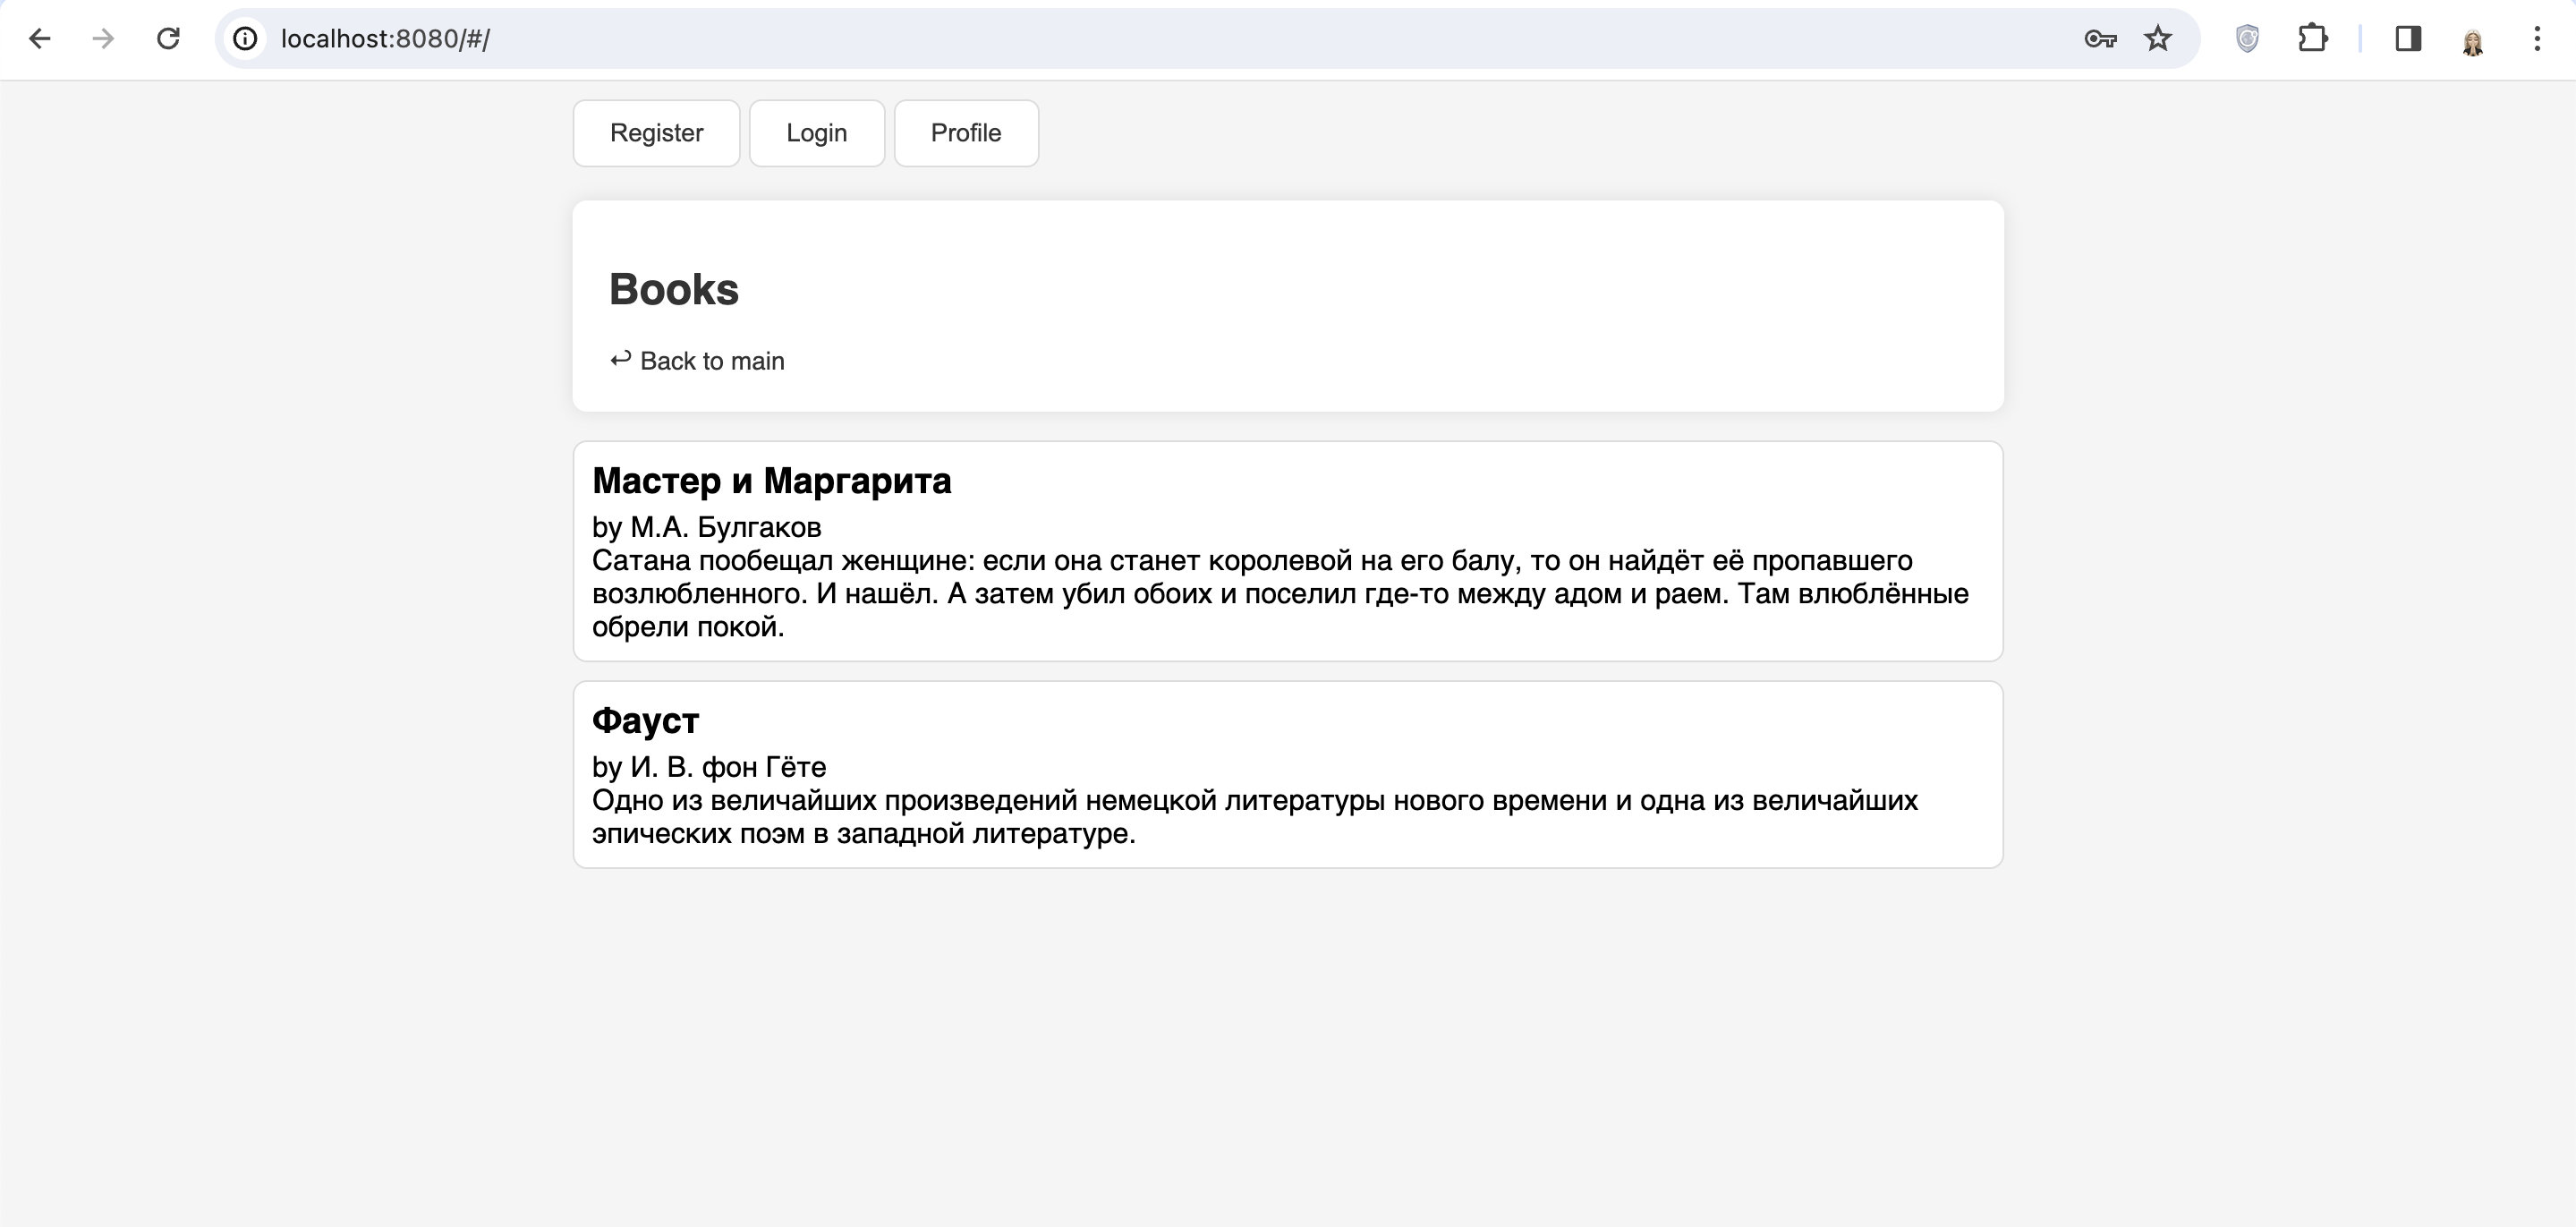 localhost:8080/#/
Register
Login
Profile
Books
↩ Back to main
Мастер и Маргарита
by М.А. Булгаков
Сатана пообещал женщине: если она станет королевой на его балу, то он найдёт её пропавшего
возлюбленного. И нашёл. А затем убил обоих и поселил где-то между адом и раем. Там влюблённые
обрели покой.
Фауст
by И. В. фон Гёте
Одно из величайших произведений немецкой литературы нового времени и одна из величайших
эпических поэм в западной литературе.